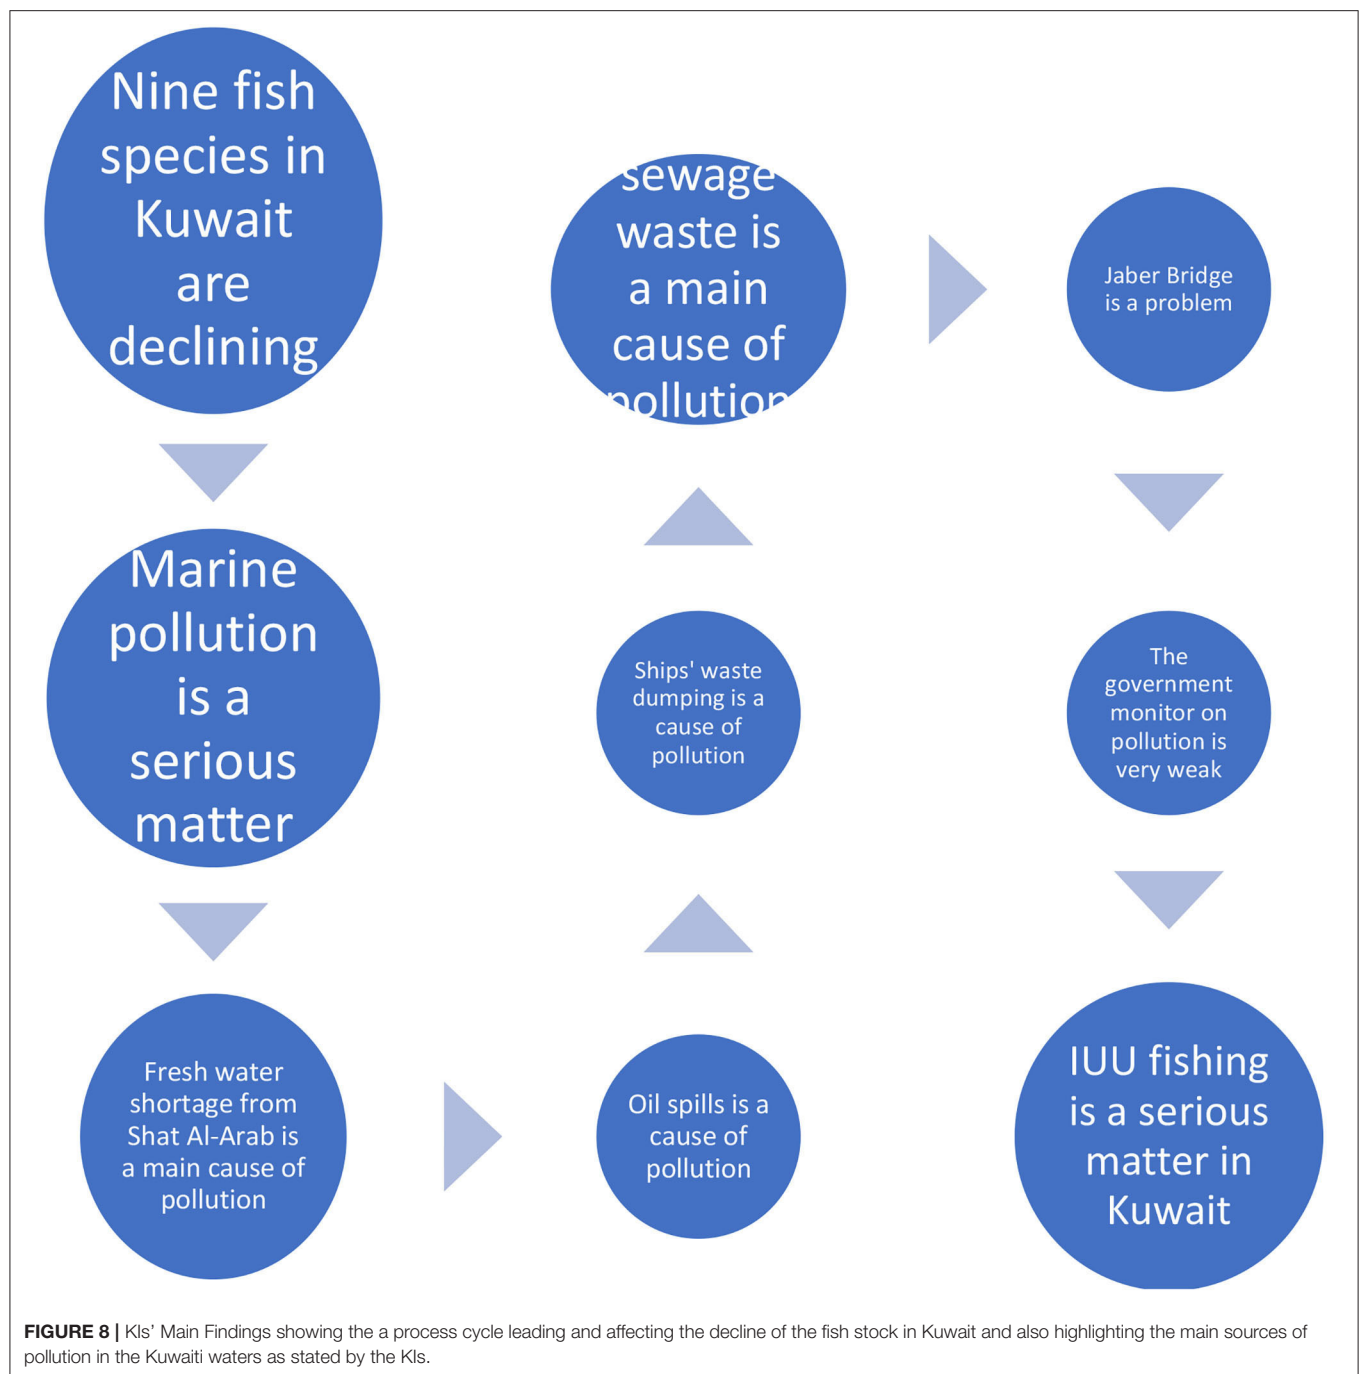 Nine fish
species in
Kuwait
are
declining
Marine
pollution
is a
serious
matter
Fresh water
shortage from
Shat Al-Arab is
a main cause of
pollution
Oil spills is a
cause of
pollution
Ships' waste
dumping is a
cause of
pollution
sewage
waste is
a main
cause of
pollution
Jaber Bridge
is a problem
The
government
monitor on
pollution is
very weak
IUU fishing
is a serious
matter in
Kuwait
FIGURE 8 | KIs' Main Findings showing the a process cycle leading and affecting the decline of the fish stock in Kuwait and also highlighting the main sources of
pollution in the Kuwaiti waters as stated by the KIs.